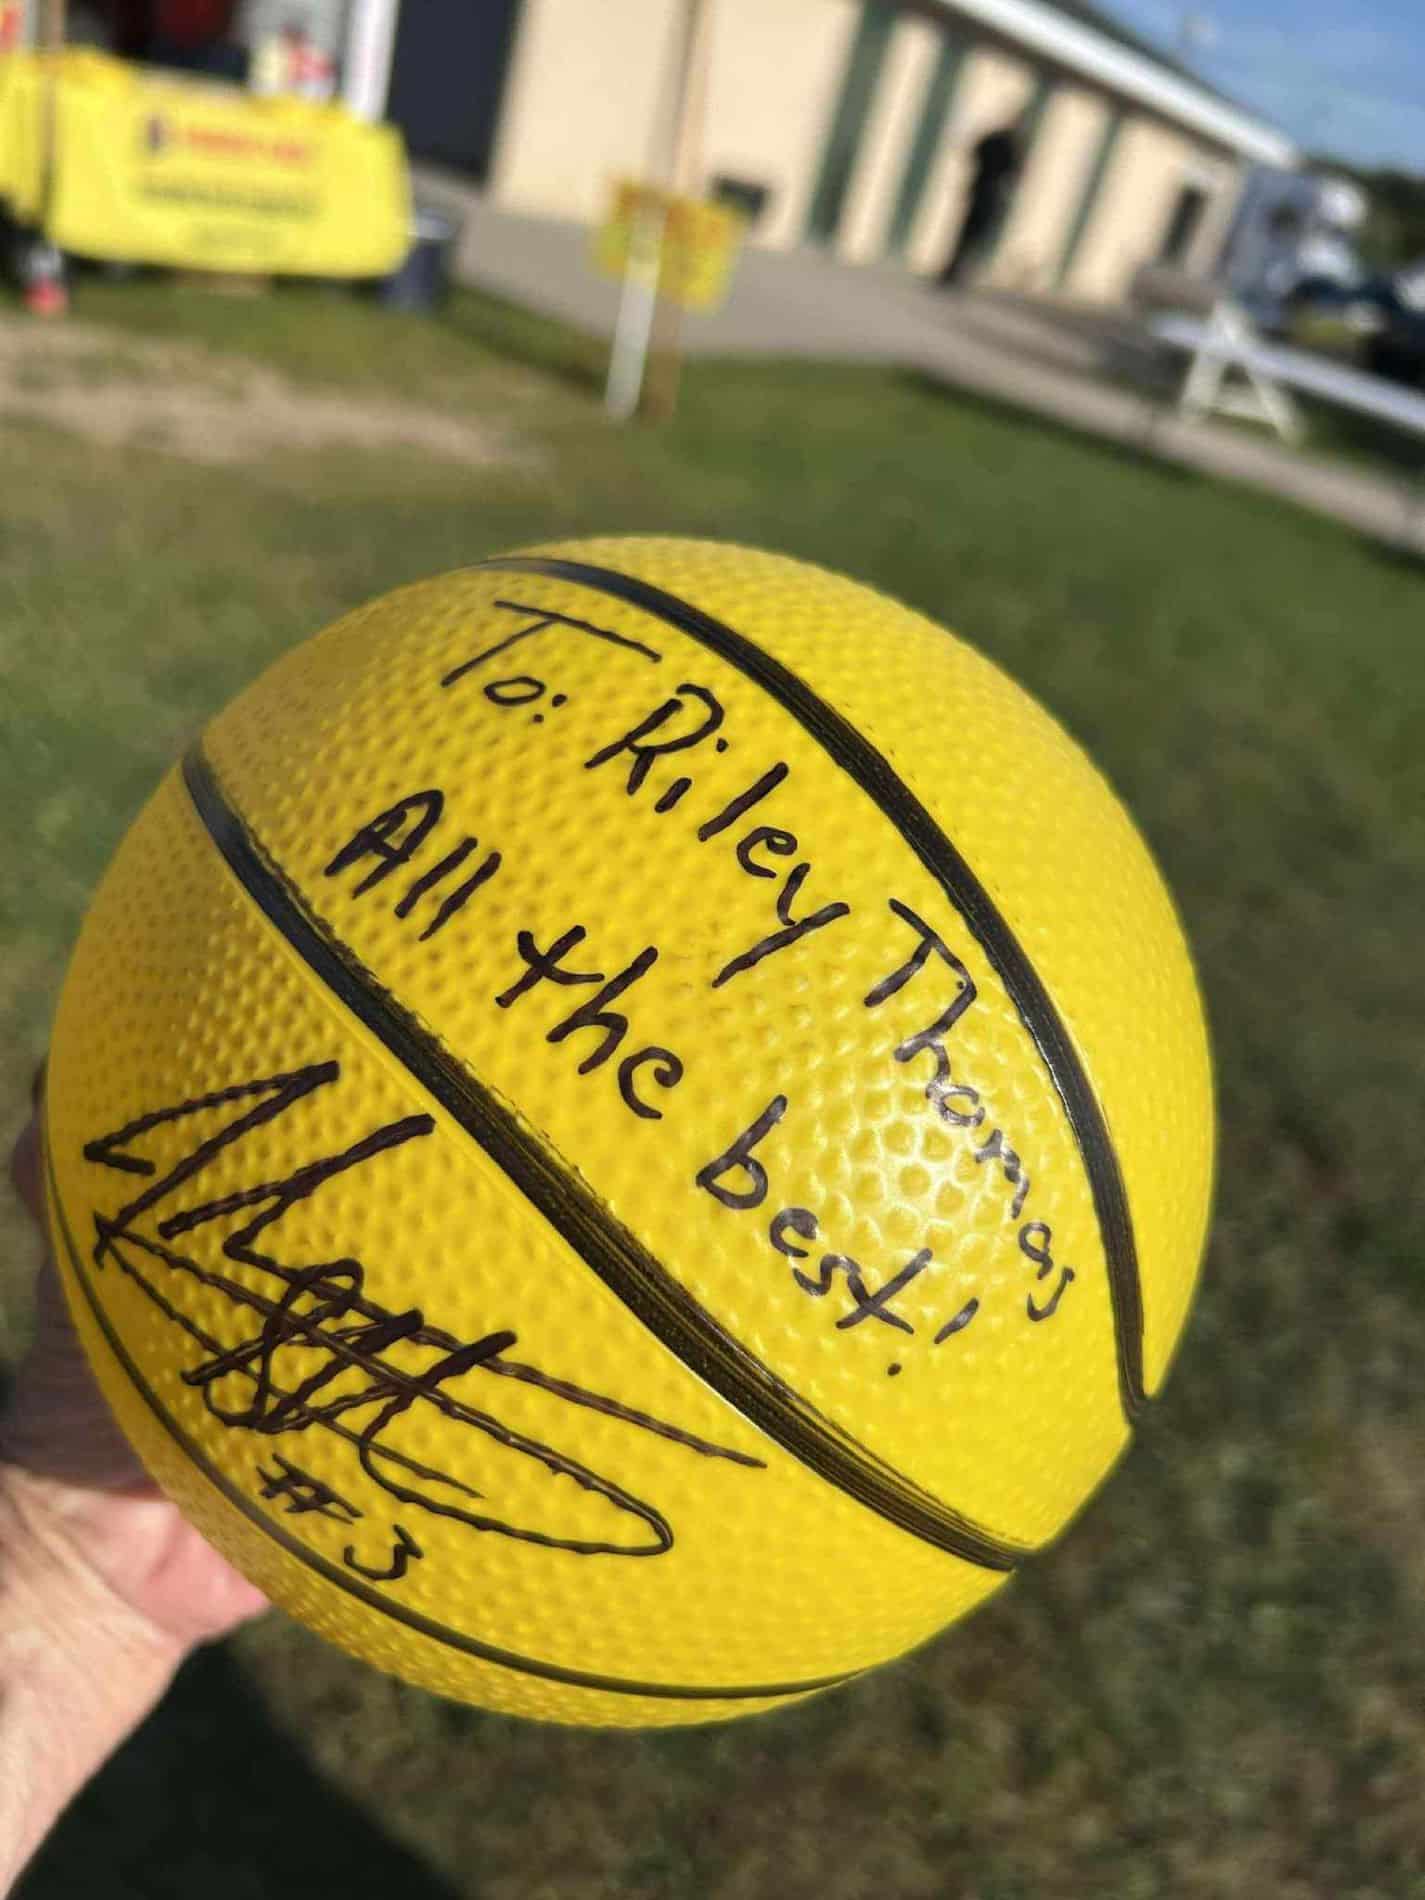 To: Riley Thomas
All the best!
#3